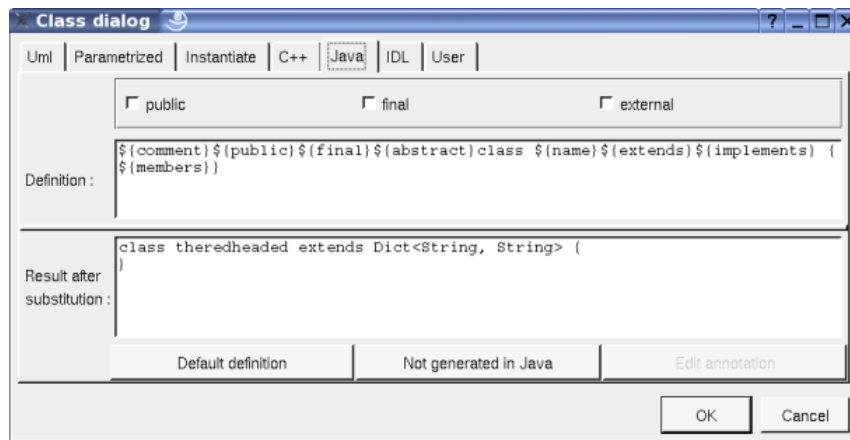 Class dialog
Uml Parametrized Instantiate C++ Java IDL User
public final external
Definition :
${comment}${public}${final}${abstract}class ${name}${extends}${implements} {
${members}}
Result after
substitution :
class theredheaded extends Dict<String, String> {
}
Default definition Not generated in Java Edit annotation
OK Cancel